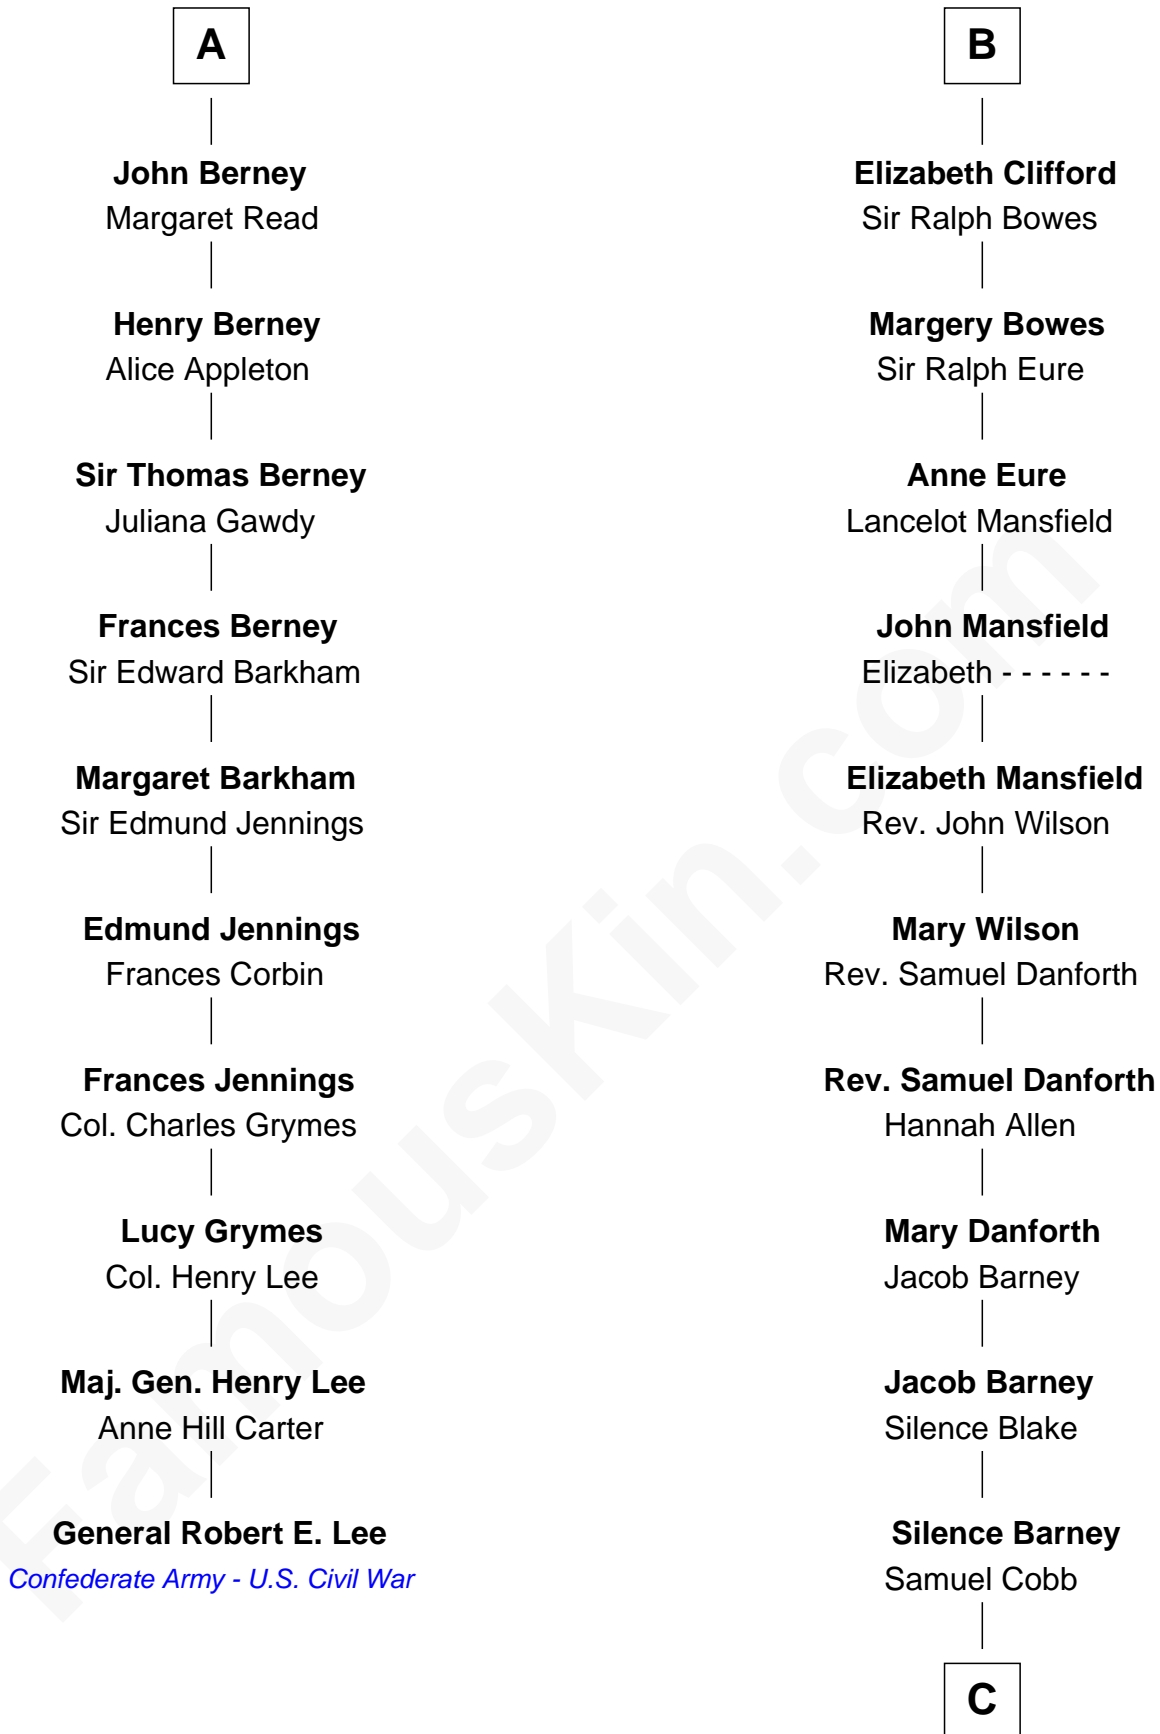 A
John Berney
Margaret Read
Henry Berney
Alice Appleton
Sir Thomas Berney
Juliana Gawdy
Frances Berney
Sir Edward Barkham
Margaret Barkham
Sir Edmund Jennings
Edmund Jennings
Frances Corbin
Frances Jennings
Col. Charles Grymes
Lucy Grymes
Col. Henry Lee
Maj. Gen. Henry Lee
Anne Hill Carter
General Robert E. Lee
Confederate Army - U.S. Civil War
B
Elizabeth Clifford
Sir Ralph Bowes
Margery Bowes
Sir Ralph Eure
Anne Eure
Lancelot Mansfield
John Mansfield
Elizabeth - - - - - -
Elizabeth Mansfield
Rev. John Wilson
Mary Wilson
Rev. Samuel Danforth
Rev. Samuel Danforth
Hannah Allen
Mary Danforth
Jacob Barney
Jacob Barney
Silence Blake
Silence Barney
Samuel Cobb
C
FamousKin.com